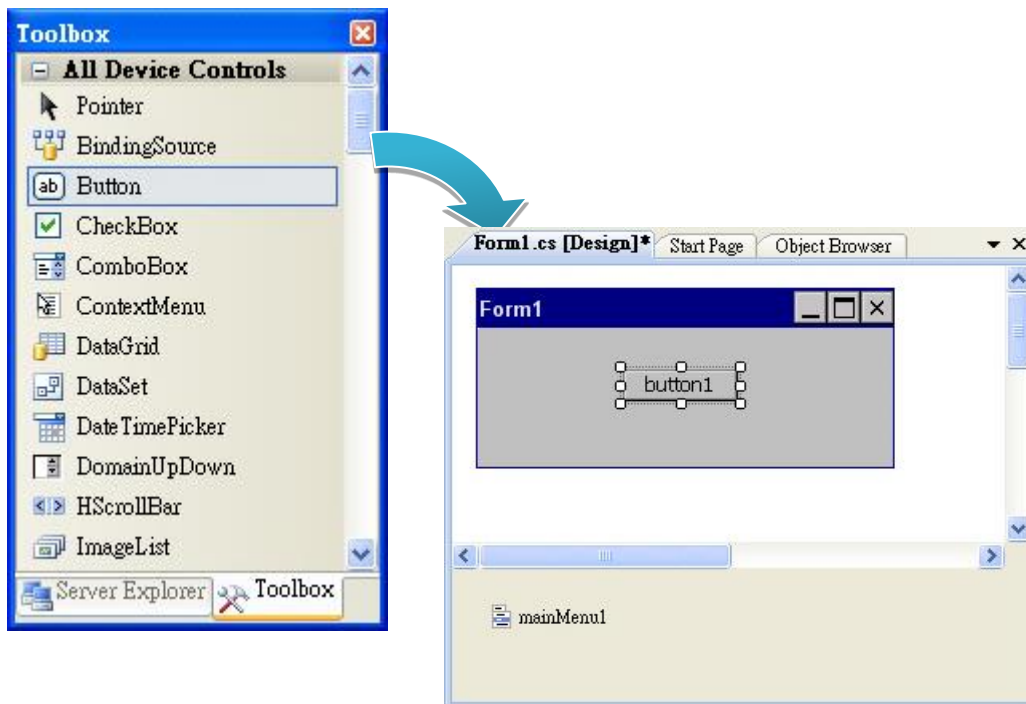 Toolbox
All Device Controls
Pointer
BindingSource
ab Button
CheckBox
ComboBox
ContextMenu
DataGrid
DataSet
DateTimePicker
DomainUpDown
HScrollBar
ImageList
Server Explorer Toolbox
Form1.cs [Design]* Start Page Object Browser
Form1
button1
mainMenu1